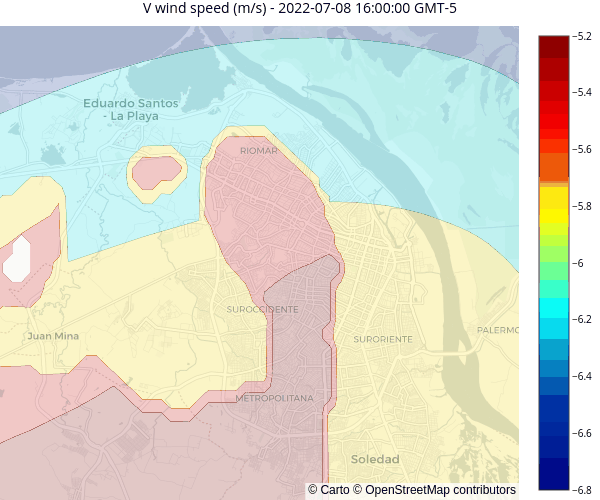 V wind speed (m/s) - 2022-07-08 16:00:00 GMT-5
Eduardo Santos
- La Playa
RIOMAR
SUROCCIDENTE
Juan Mina
SURORIENTE
PALERMO
METROPOLITANA
Soledad
© Carto © OpenStreetMap contributors
−5.2
−5.4
−5.6
−5.8
−6
−6.2
−6.4
−6.6
−6.8